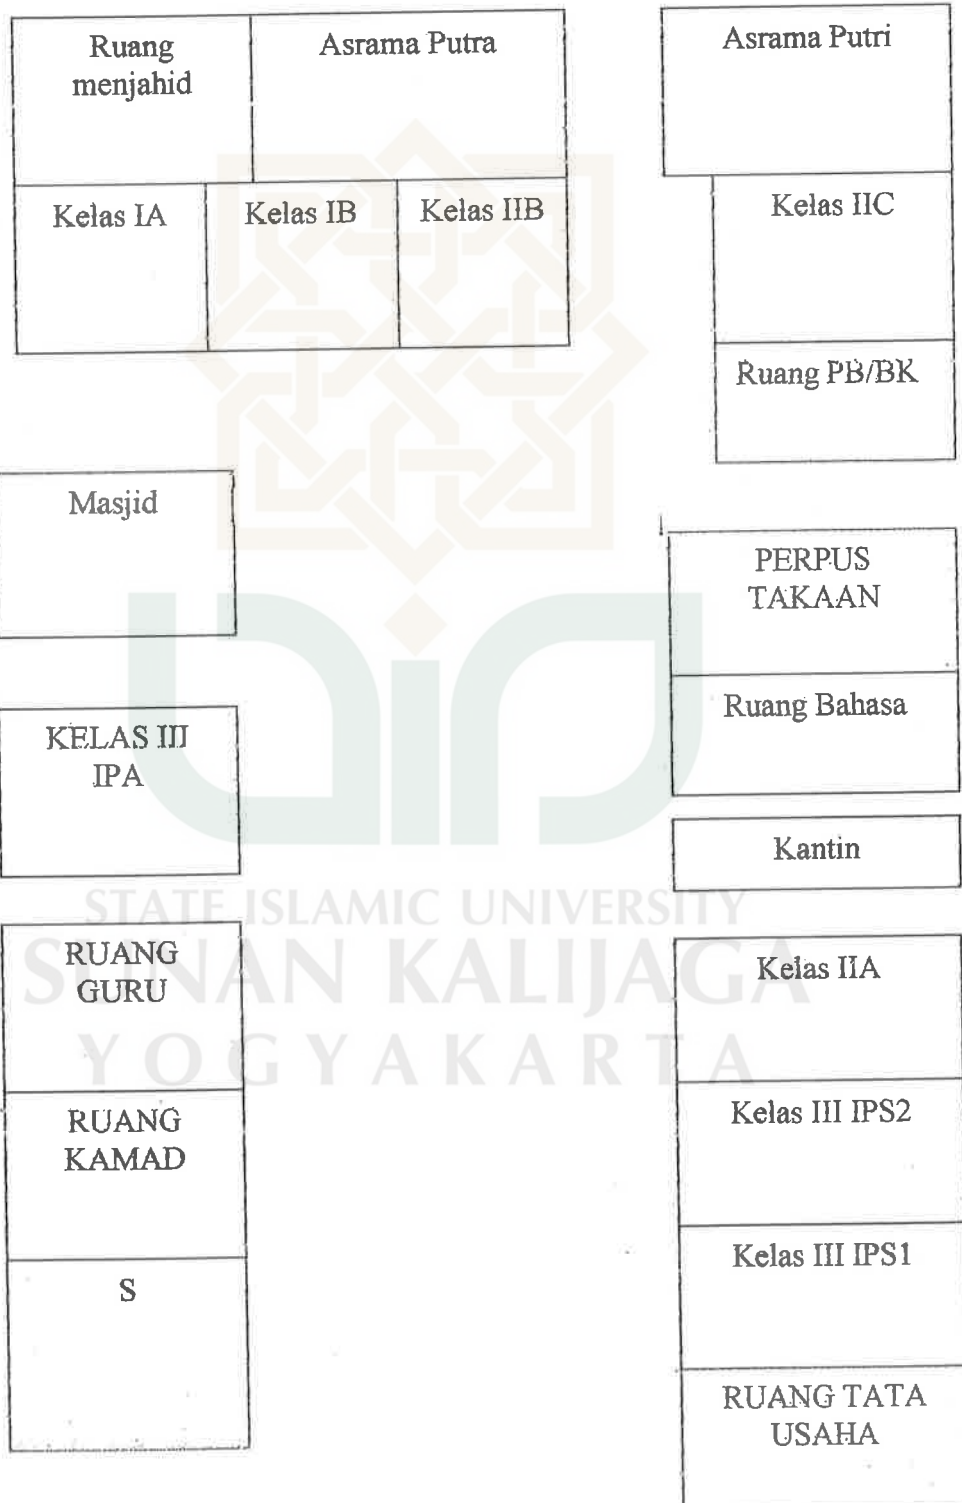 Ruang
menjahid
Asrama Putra
Asrama Putri
Kelas IA
Kelas IB
Kelas IIB
Kelas IIC
Ruang PB/BK
Masjid
PERPUS
TAKAAN
Ruang Bahasa
KELAS III
IPA
Kantin
STATE ISLAMIC UNIVERSITY
SUNAN KALIJAGA
YOGYAKARTA
RUANG
GURU
Kelas IIA
RUANG
KAMAD
Kelas III IPS2
S
Kelas III IPS1
RUANG TATA
USAHA